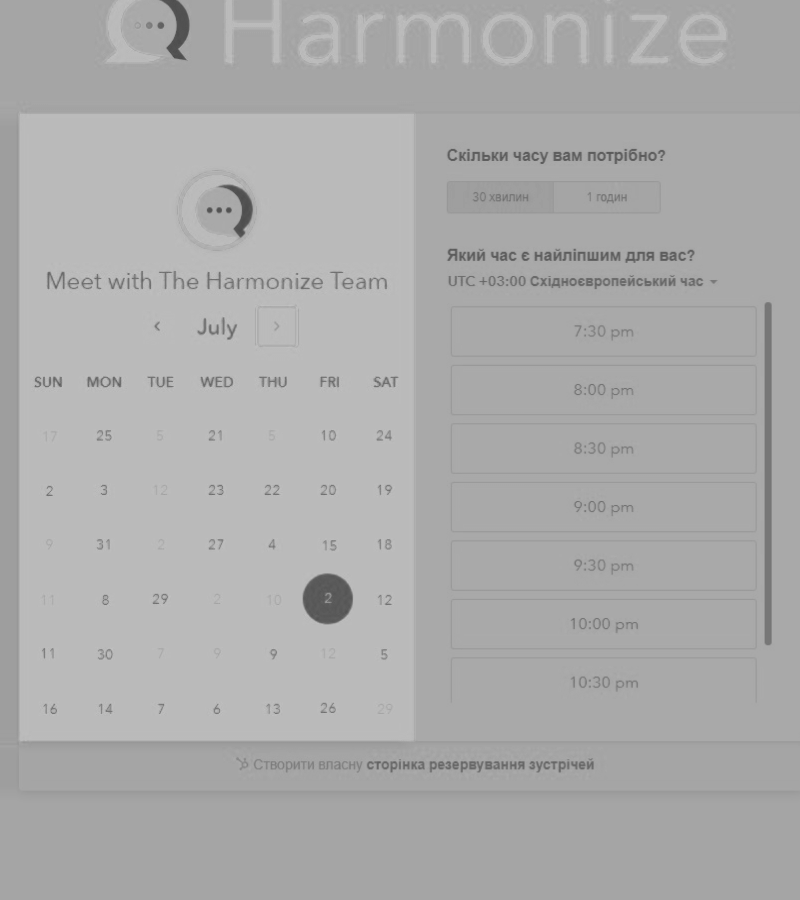 Harmonize
Meet with The Harmonize Team
July
SUN MON TUE WED THU FRI SAT
17 25 5 21 5 10 24
2 3 12 23 22 20 19
9 31 2 27 4 15 18
11 8 29 2 10 2 12
11 30 7 9 9 12 5
16 14 7 6 13 26 29
Скільки часу вам потрібно?
30 хвилин 1 годин
Який час є найліпшим для вас?
UTC +03:00 Східноєвропейський час
7:30 pm
8:00 pm
8:30 pm
9:00 pm
9:30 pm
10:00 pm
10:30 pm
Створити власну сторінка резервування зустрічей